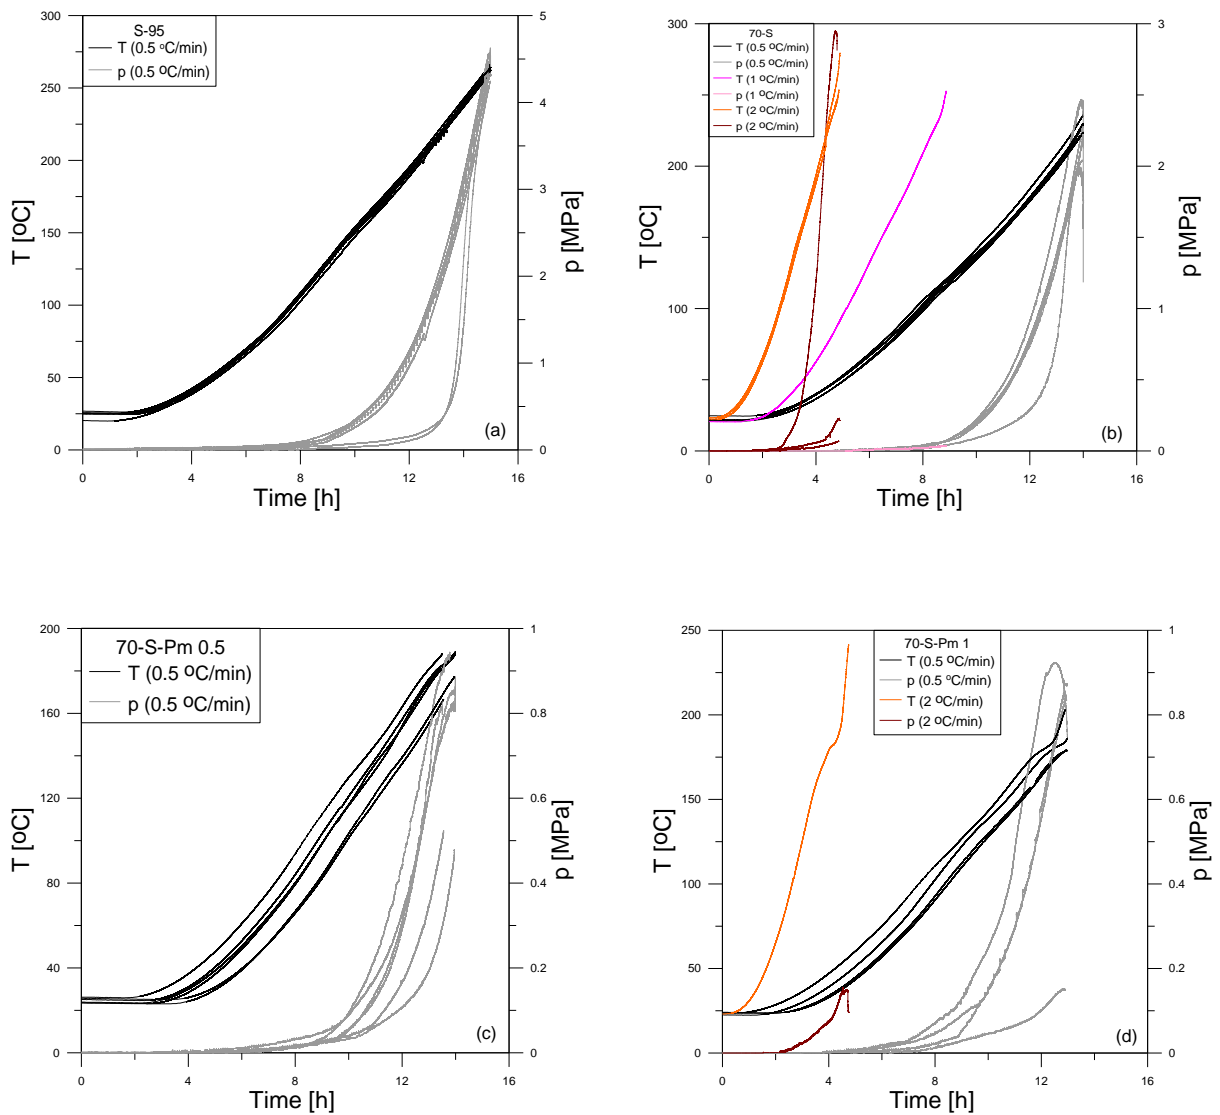 S-95
T (0.5 ºC/min)
p (0.5 ºC/min)
300
250
200
150
100
50
0
T [oC]
5
4
3
2
1
0
p [MPa]
(a)
0 4 8 12 16
Time [h]
70-S
T (0.5 ºC/min)
p (0.5 ºC/min)
T (1 ºC/min)
p (1 ºC/min)
T (2 ºC/min)
p (2 ºC/min)
300
200
100
0
T [oC]
3
2
1
0
p [MPa]
(b)
0 4 8 12 16
Time [h]
70-S-Pm 0.5
T (0.5 ºC/min)
p (0.5 ºC/min)
200
160
120
80
40
0
T [oC]
1
0.8
0.6
0.4
0.2
0
p [MPa]
(c)
0 4 8 12 16
Time [h]
70-S-Pm 1
T (0.5 ºC/min)
p (0.5 ºC/min)
T (2 ºC/min)
p (2 ºC/min)
250
200
150
100
50
0
T [oC]
1
0.8
0.6
0.4
0.2
0
p [MPa]
(d)
0 4 8 12 16
Time [h]